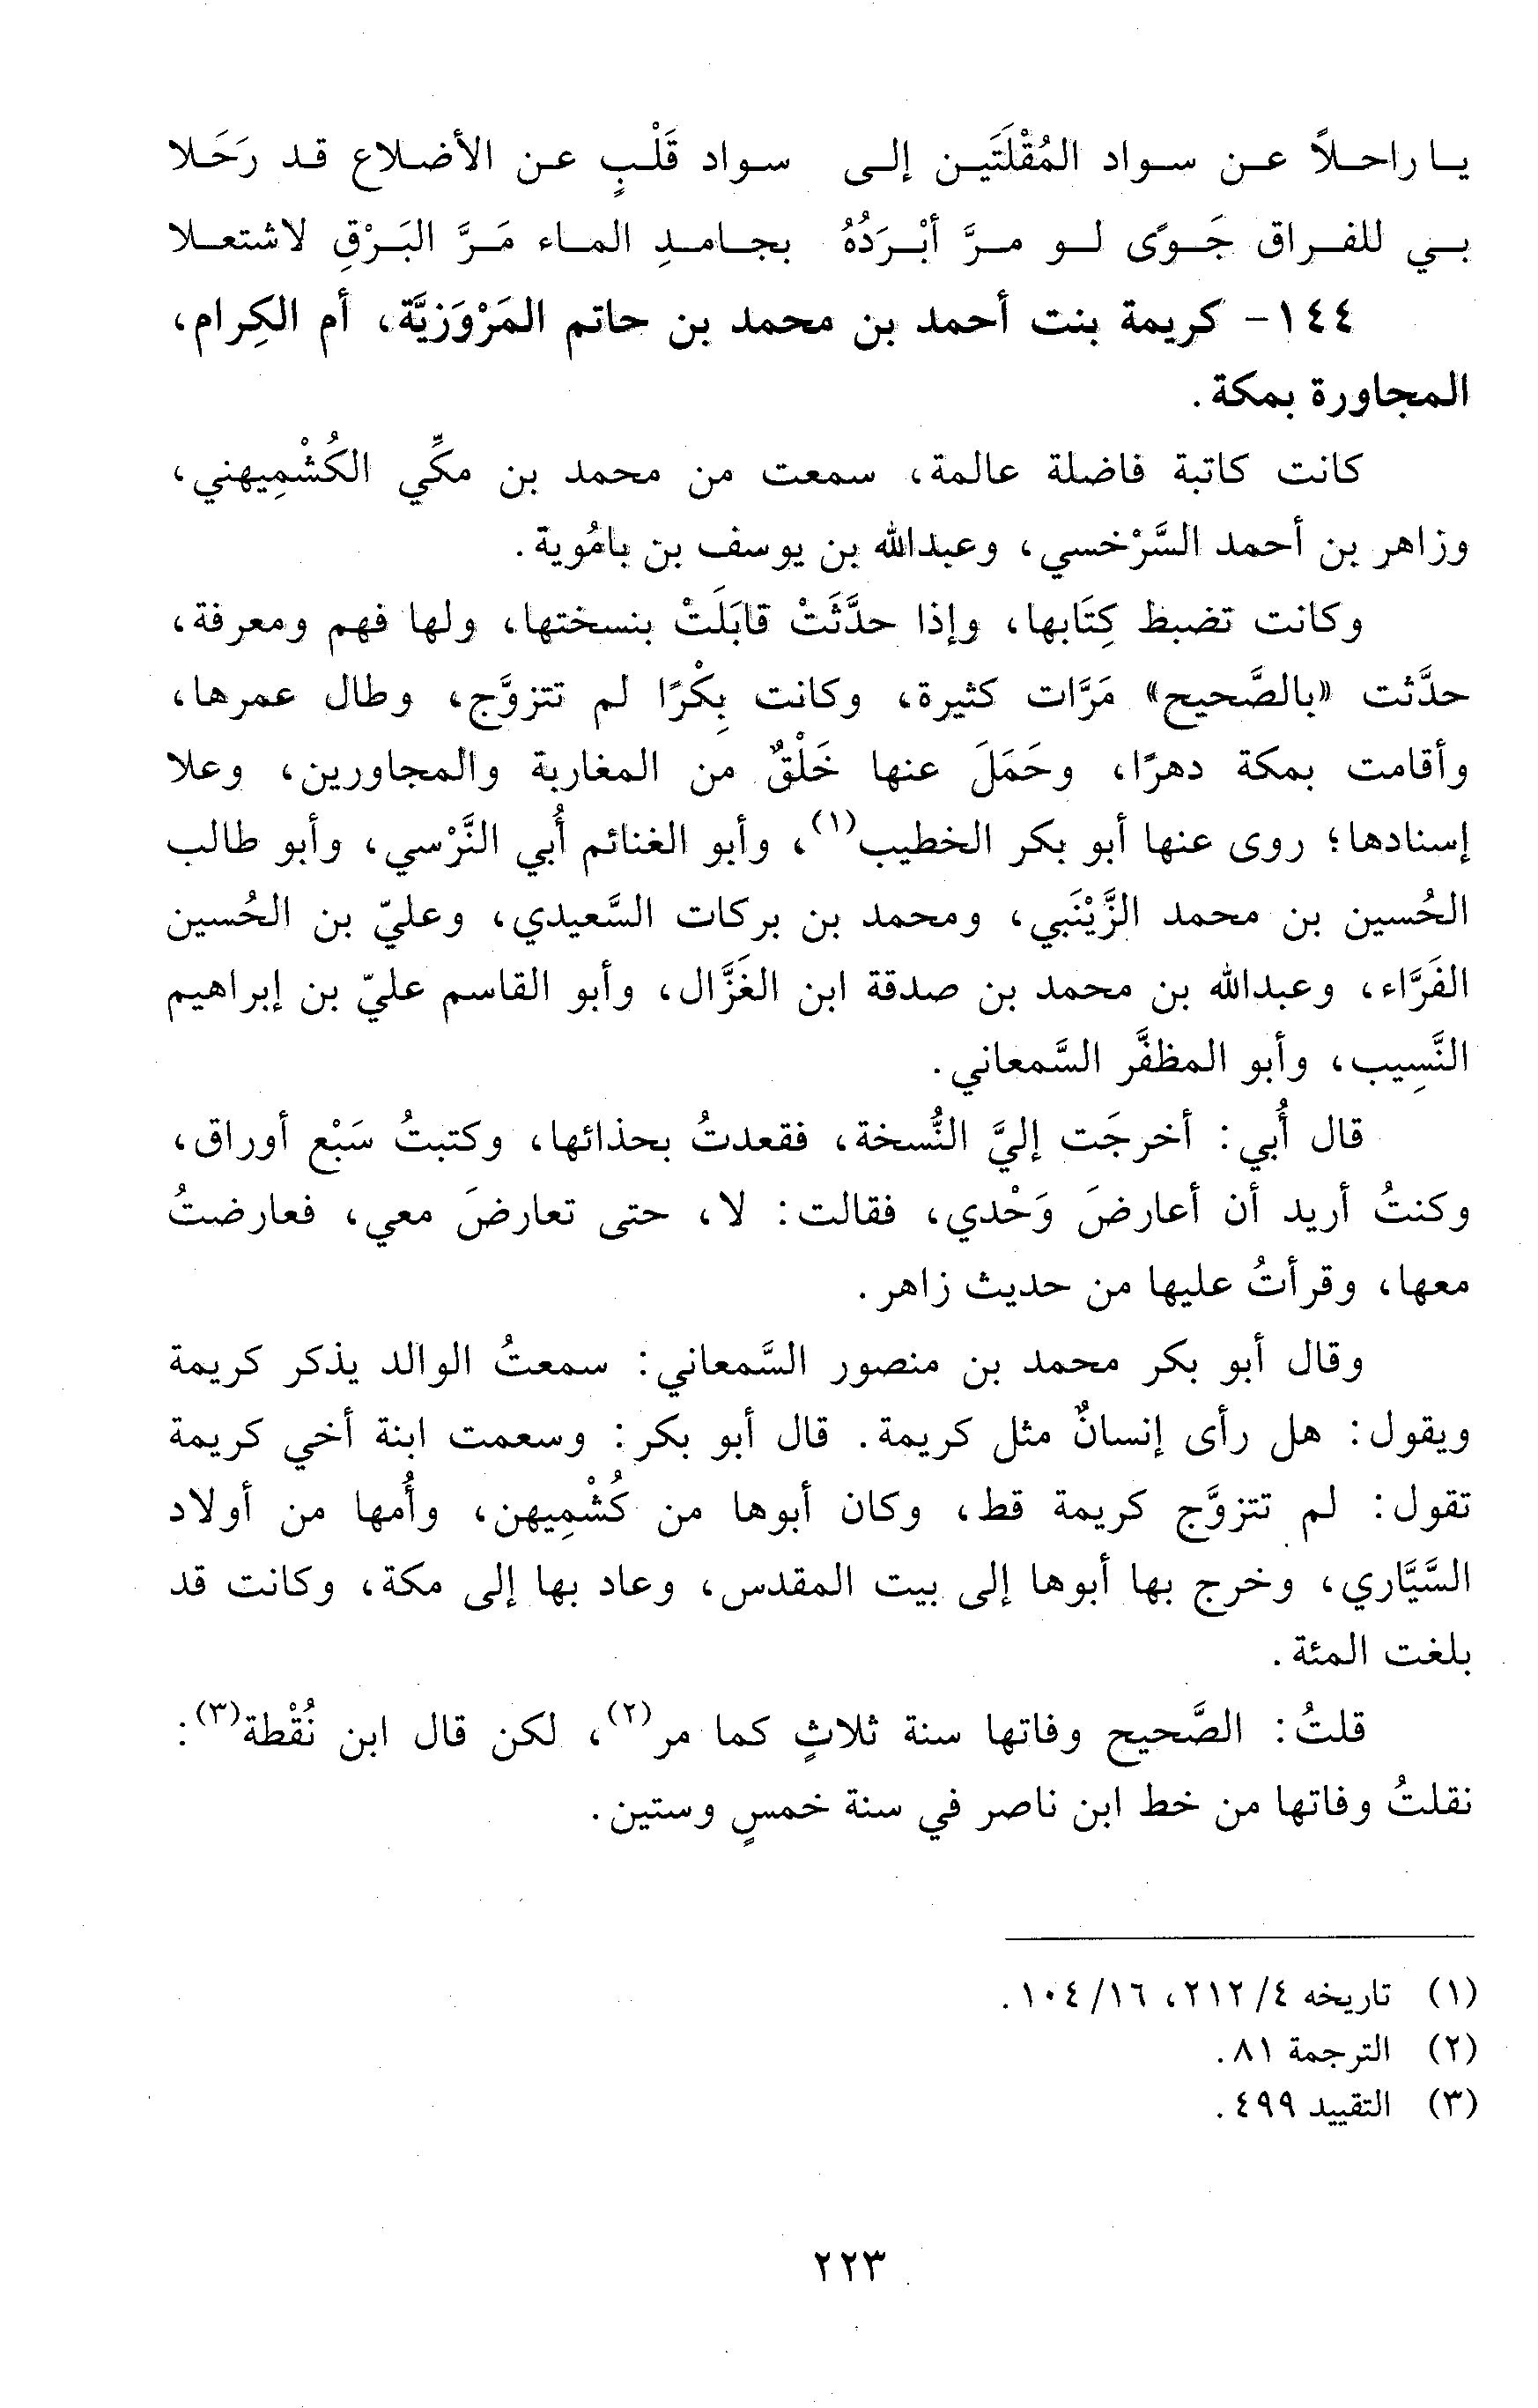 يا راحلاً عن سواد المُقْلَتَين إلى سواد قَلْبٍ عن الأضلاع قد رَحَلا
بي للفراق جَوًى لو مرَّ أبْرَدُهُ بجامدِ الماء مَرَّ البَرْقِ لاشتعلا
١٤٤- كريمة بنت أحمد بن محمد بن حاتم المَرْوَزيَّة، أم الكِرام،
المجاورة بمكة.
كانت كاتبة فاضلة عالمة، سمعت من محمد بن مكِّي الكُشْمِيهني،
وزاهر بن أحمد السَّرْخسي، وعبدالله بن يوسف بن بامُوية.
وكانت تضبط كِتَابها، وإذا حدَّثَتْ قابَلَتْ بنسختها، ولها فهم ومعرفة،
حدَّثت «بالصَّحيح» مَرَّات كثيرة، وكانت بِكْرًا لم تتزوَّج، وطال عمرها،
وأقامت بمكة دهرًا، وحَمَلَ عنها خَلْقٌ من المغاربة والمجاورين، وعلا
إسنادها؛ روى عنها أبو بكر الخطيب(١)، وأبو الغنائم أُبي النَّرْسي، وأبو طالب
الحُسين بن محمد الزَّيْنَبي، ومحمد بن بركات السَّعيدي، وعليّ بن الحُسين
الفَرَّاء، وعبدالله بن محمد بن صدقة ابن الغَزَّال، وأبو القاسم عليّ بن إبراهيم
النَّسِيب، وأبو المظفَّر السَّمعاني.
قال أُبي: أخرجَت إليَّ النُّسخة، فقعدتُ بحذائها، وكتبتُ سَبْع أوراق،
وكنتُ أريد أن أعارضَ وَحْدي، فقالت: لا، حتى تعارضَ معي، فعارضتُ
معها، وقرأتُ عليها من حديث زاهر.
وقال أبو بكر محمد بن منصور السَّمعاني: سمعتُ الوالد يذكر كريمة
ويقول: هل رأى إنسانٌ مثل كريمة. قال أبو بكر: وسعمت ابنة أخي كريمة
تقول: لم تتزوَّج كريمة قط، وكان أبوها من كُشْمِيهن، وأُمها من أولاد
السَّيَّاري، وخرج بها أبوها إلى بيت المقدس، وعاد بها إلى مكة، وكانت قد
بلغت المئة.
قلتُ: الصَّحيح وفاتها سنة ثلاثٍ كما مر(٢)، لكن قال ابن نُقْطة(٣):
نقلتُ وفاتها من خط ابن ناصر في سنة خمسٍ وستين.
(١) تاريخه ٤/ ٢١٢، ١٦/ ١٠٤.
(٢) الترجمة ٨١.
(٣) التقييد ٤٩٩.
٢٢٣